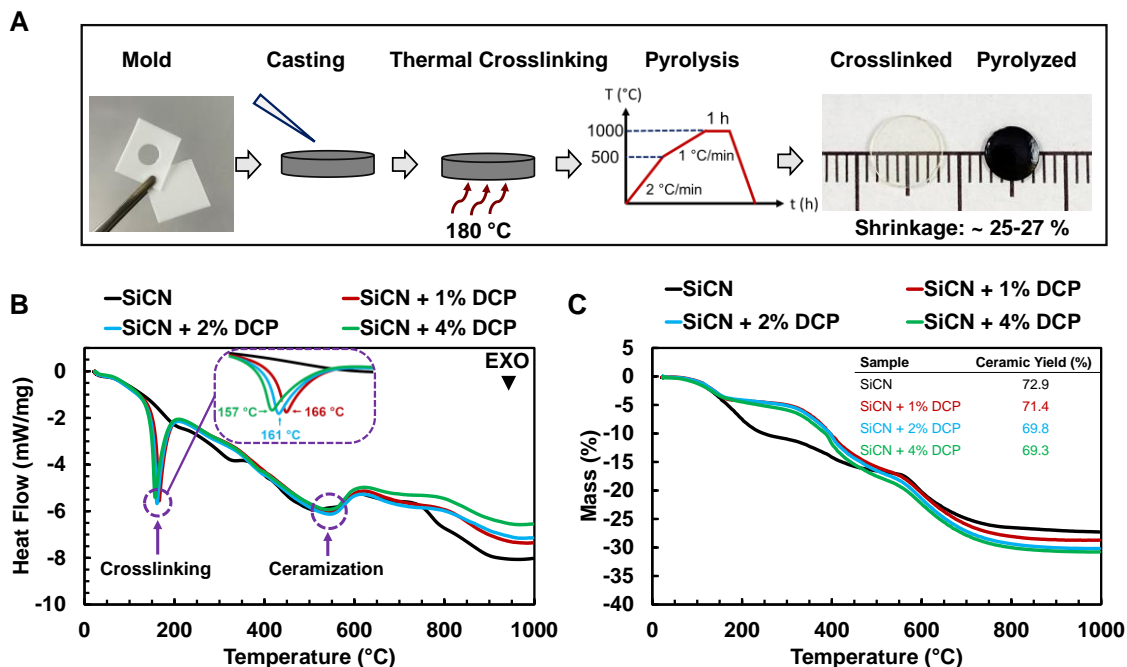 A
Mold
Casting
Thermal Crosslinking
Pyrolysis
Crosslinked
Pyrolyzed
180 °C
T (°C)
1 h
1000
500
1 °C/min
2 °C/min
t (h)
Shrinkage: ~ 25-27 %
B
SiCN
SiCN + 1% DCP
SiCN + 2% DCP
SiCN + 4% DCP
EXO
157 °C
166 °C
161 °C
Crosslinking
Ceramization
Heat Flow (mW/mg)
0
-2
-4
-6
-8
-10
0 200 400 600 800 1000
Temperature (°C)
C
SiCN
SiCN + 1% DCP
SiCN + 2% DCP
SiCN + 4% DCP
Sample Ceramic Yield (%)
SiCN 72.9
SiCN + 1% DCP 71.4
SiCN + 2% DCP 69.8
SiCN + 4% DCP 69.3
Mass (%)
5
0
-5
-10
-15
-20
-25
-30
-35
-40
0 200 400 600 800 1000
Temperature (°C)